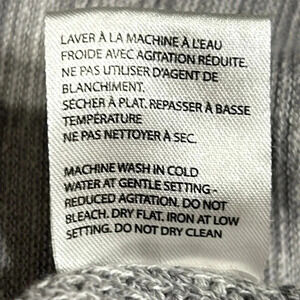 LAVER À LA MACHINE À L'EAU
FROIDE AVEC AGITATION RÉDUITE.
NE PAS UTILISER D'AGENT DE
BLANCHIMENT.
SÉCHER À PLAT. REPASSER À BASSE
TEMPÉRATURE
NE PAS NETTOYER À SEC.
MACHINE WASH IN COLD
WATER AT GENTLE SETTING -
REDUCED AGITATION. DO NOT
BLEACH. DRY FLAT. IRON AT LOW
SETTING. DO NOT DRY CLEAN